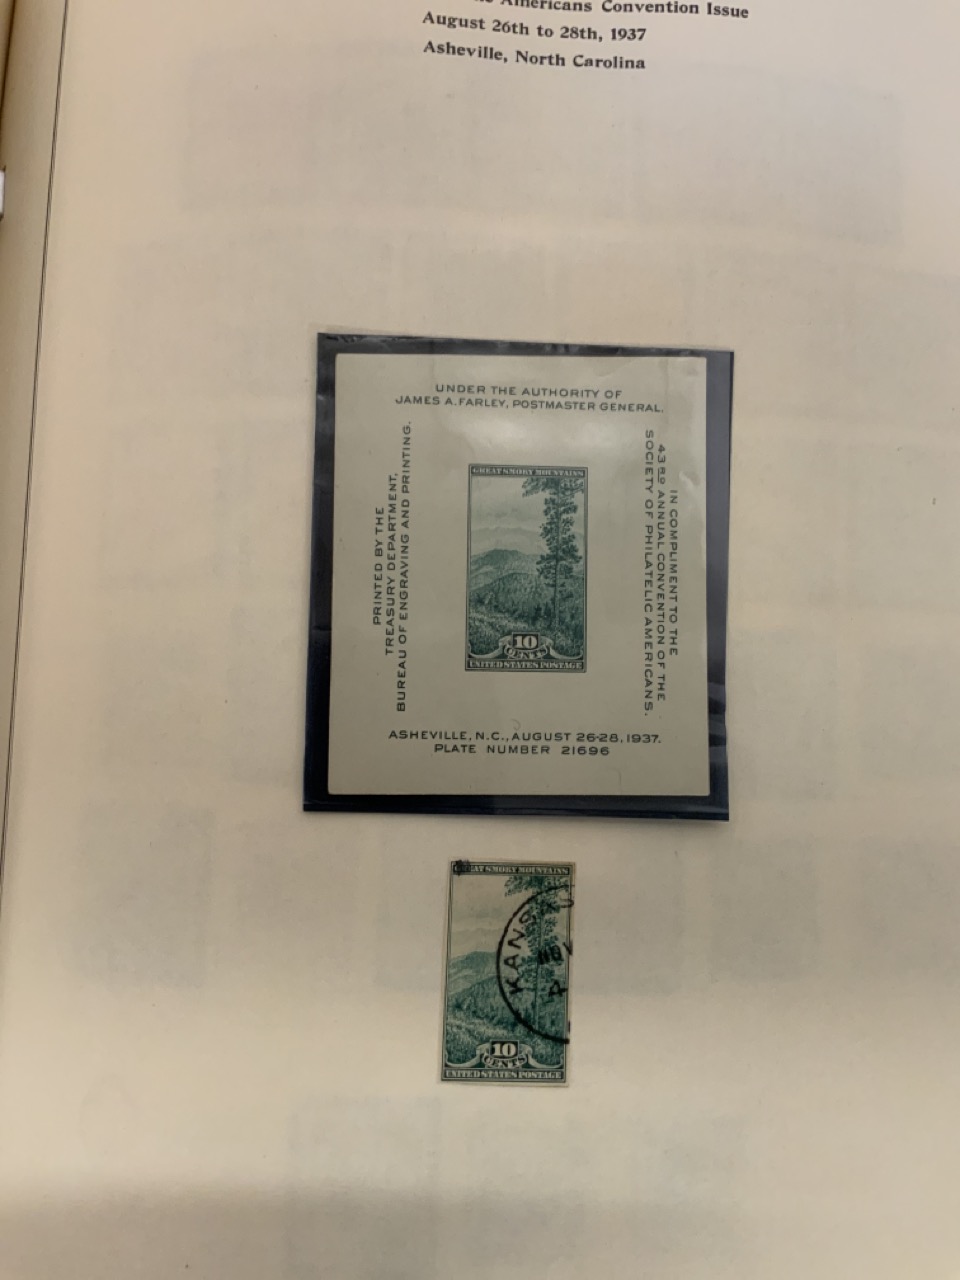 Americans Convention Issue
August 26th to 28th, 1937
Asheville, North Carolina
UNDER THE AUTHORITY OF
JAMES A. FARLEY, POSTMASTER GENERAL.
PRINTED BY THE
TREASURY DEPARTMENT,
BUREAU OF ENGRAVING AND PRINTING.
GREAT SMOKY MOUNTAINS
10
CENTS
UNITED STATES POSTAGE
IN COMPLIMENT TO THE
43RD ANNUAL CONVENTION OF THE
SOCIETY OF PHILATELIC AMERICANS.
ASHEVILLE, N.C., AUGUST 26-28, 1937.
PLATE NUMBER 21696
SMOKY MOUNTAINS
KANS
NOV
4
10
CENTS
UNITED STATES POSTAGE